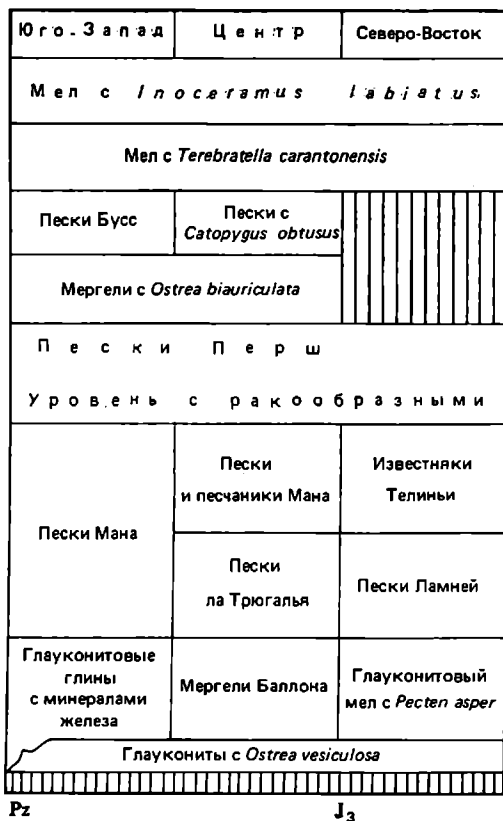 Юго-Запад
Центр
Северо-Восток
Мел с Inoceramus labiatus
Мел с Terebratella carantonensis
Пески Бусс
Пески с
Catopygus obtusus
Мергели с Ostrea biauriculata
Пески Перш
Уровень с ракообразными
Пески Мана
Пески
и песчаники Мана
Известняки
Телиньи
Пески
ла Трюгалья
Пески Ламней
Глауконитовые
глины
с минералами
железа
Мергели Баллона
Глауконитовый
мел с Pecten asper
Глаукониты с Ostrea vesiculosa
Pz
J₃